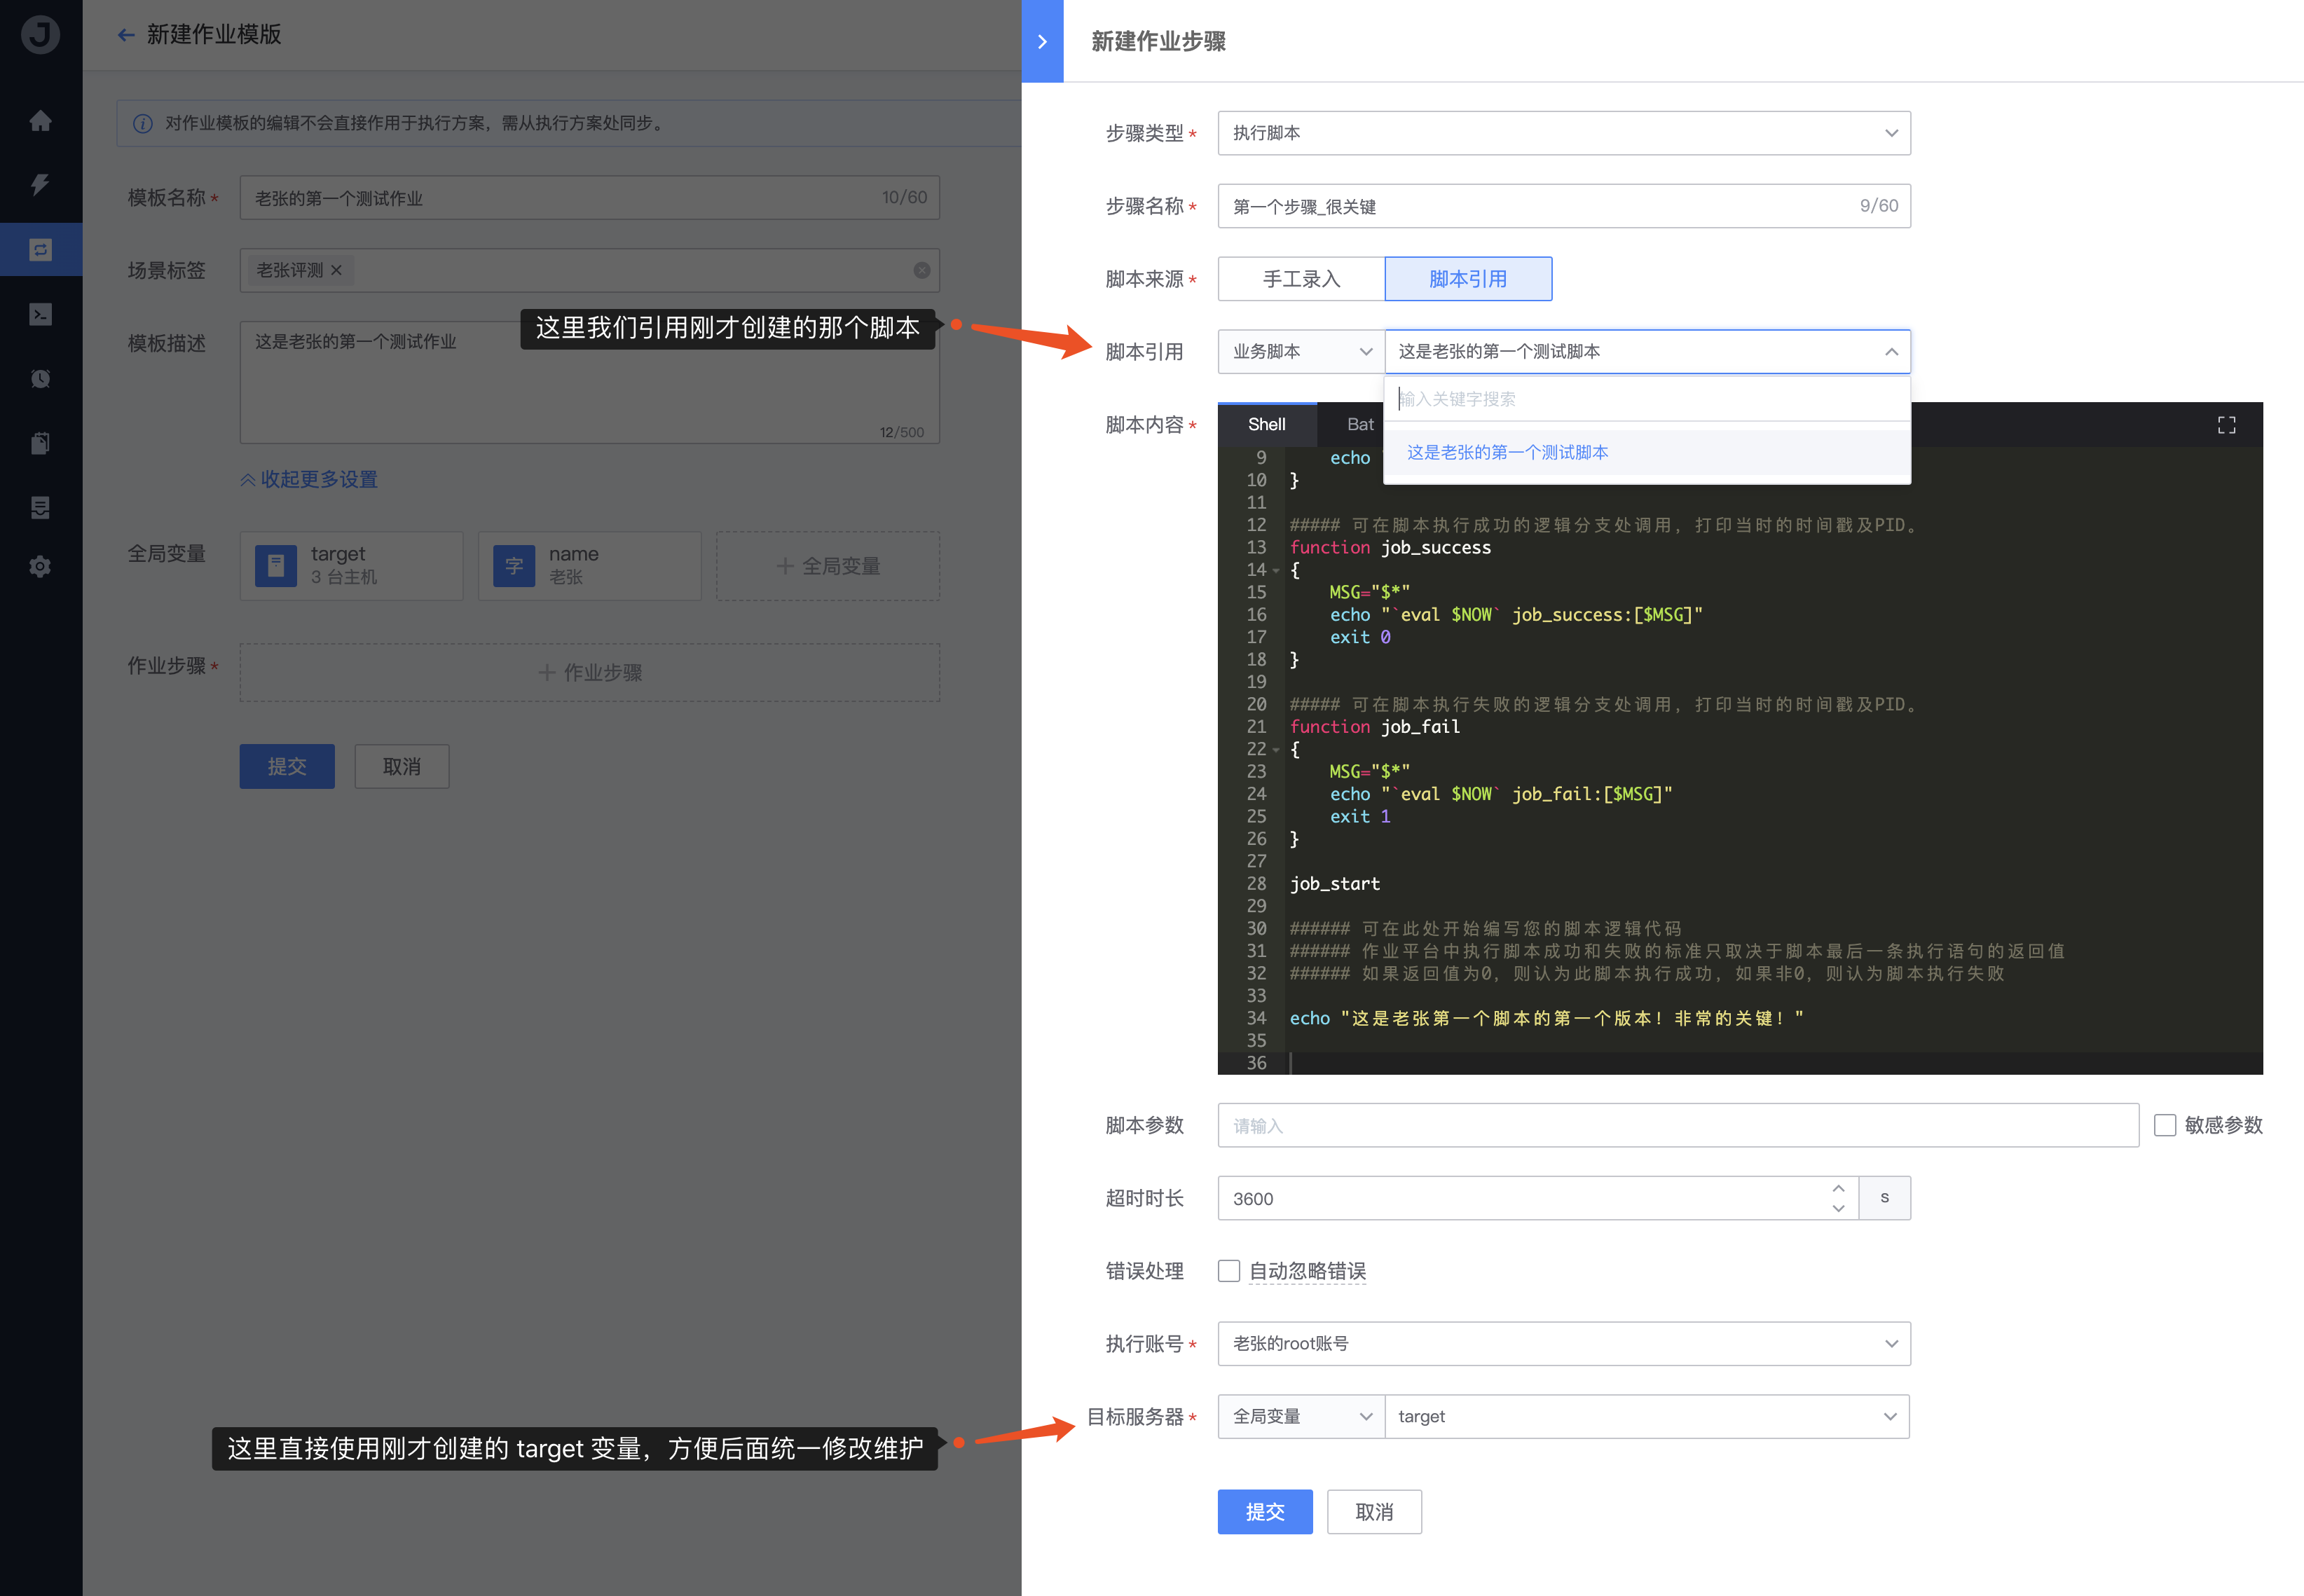 J
新建作业模版
对作业模板的编辑不会直接作用于执行方案，需从执行方案处同步。
模板名称*
老张的第一个测试作业
10/60
场景标签
老张评测 ×
模板描述
这是老张的第一个测试作业
12/500
收起更多设置
全局变量
target
3 台主机
字
name
老张
+ 全局变量
作业步骤*
+ 作业步骤
提交
取消
这里我们引用刚才创建的那个脚本
这里直接使用刚才创建的 target 变量，方便后面统一修改维护
新建作业步骤
步骤类型*
执行脚本
步骤名称*
第一个步骤_很关键
9/60
脚本来源*
手工录入
脚本引用
脚本引用
业务脚本
这是老张的第一个测试脚本
输入关键字搜索
这是老张的第一个测试脚本
脚本内容*
Shell
Bat
9 echo
10 }
11
12 ##### 可在脚本执行成功的逻辑分支处调用，打印当时的时间戳及PID。
13 function job_success
14 {
15 MSG="$*"
16 echo "`eval $NOW` job_success:[$MSG]"
17 exit 0
18 }
19
20 ##### 可在脚本执行失败的逻辑分支处调用，打印当时的时间戳及PID。
21 function job_fail
22 {
23 MSG="$*"
24 echo "`eval $NOW` job_fail:[$MSG]"
25 exit 1
26 }
27
28 job_start
29
30 ###### 可在此处开始编写您的脚本逻辑代码
31 ###### 作业平台中执行脚本成功和失败的标准只取决于脚本最后一条执行语句的返回值
32 ###### 如果返回值为0，则认为此脚本执行成功，如果非0，则认为脚本执行失败
33
34 echo "这是老张第一个脚本的第一个版本！非常的关键！"
35
36
脚本参数
请输入
敏感参数
超时时长
3600
s
错误处理
自动忽略错误
执行账号*
老张的root账号
目标服务器*
全局变量
target
提交
取消